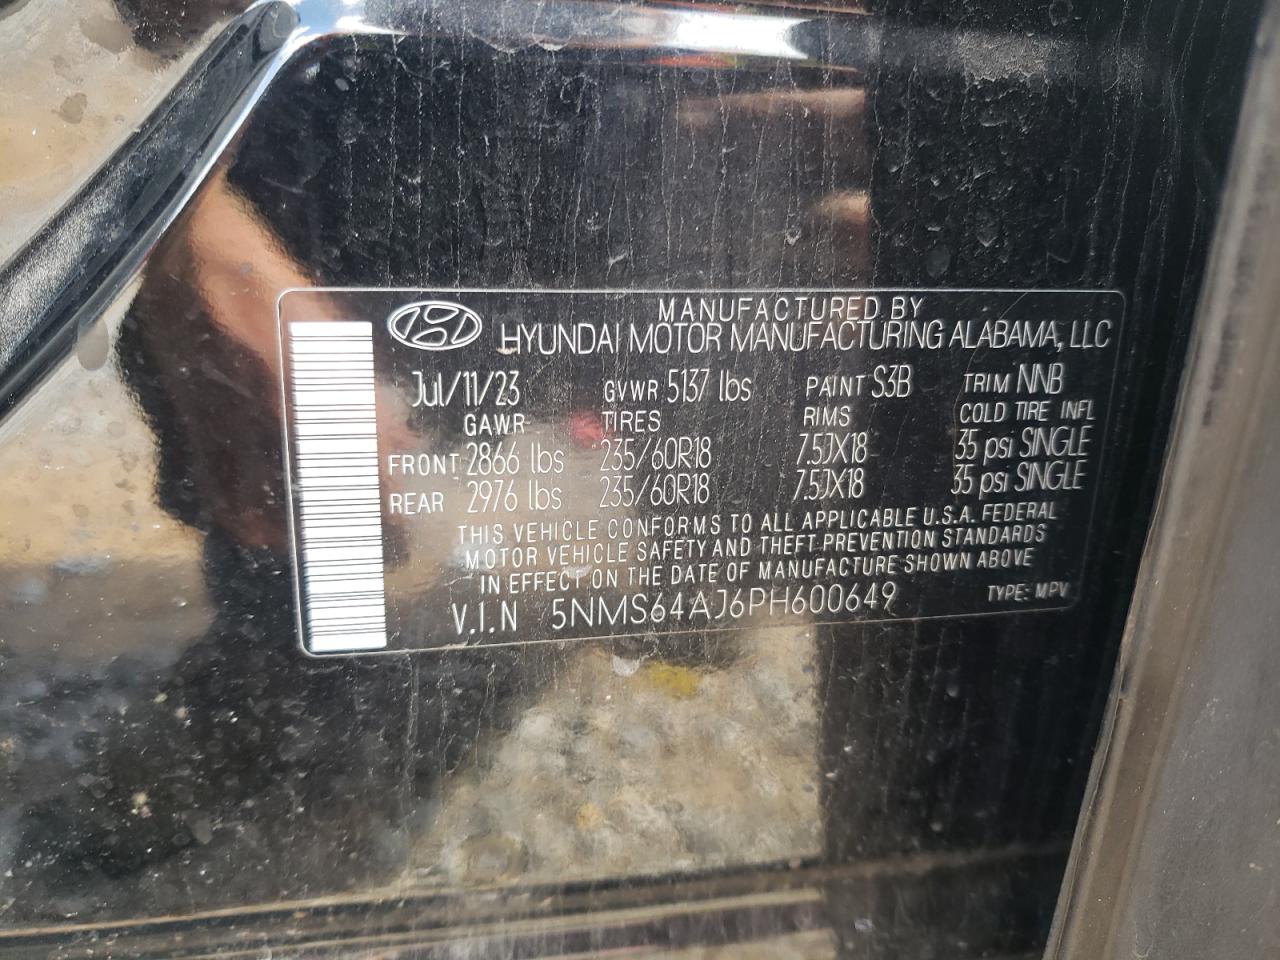 MANUFACTURED BY
HYUNDAI MOTOR MANUFACTURING ALABAMA, LLC
Jul/11/23 GVWR 5137 lbs PAINT S3B TRIM NNB
GAWR TIRES RIMS COLD TIRE INFL
FRONT 2866 lbs 235/60R18 7.5JX18 35 psi SINGLE
REAR 2976 lbs 235/60R18 7.5JX18 35 psi SINGLE
THIS VEHICLE CONFORMS TO ALL APPLICABLE U.S.A. FEDERAL
MOTOR VEHICLE SAFETY AND THEFT PREVENTION STANDARDS
IN EFFECT ON THE DATE OF MANUFACTURE SHOWN ABOVE
V.I.N 5NMS64AJ6PH600649 TYPE: MPV